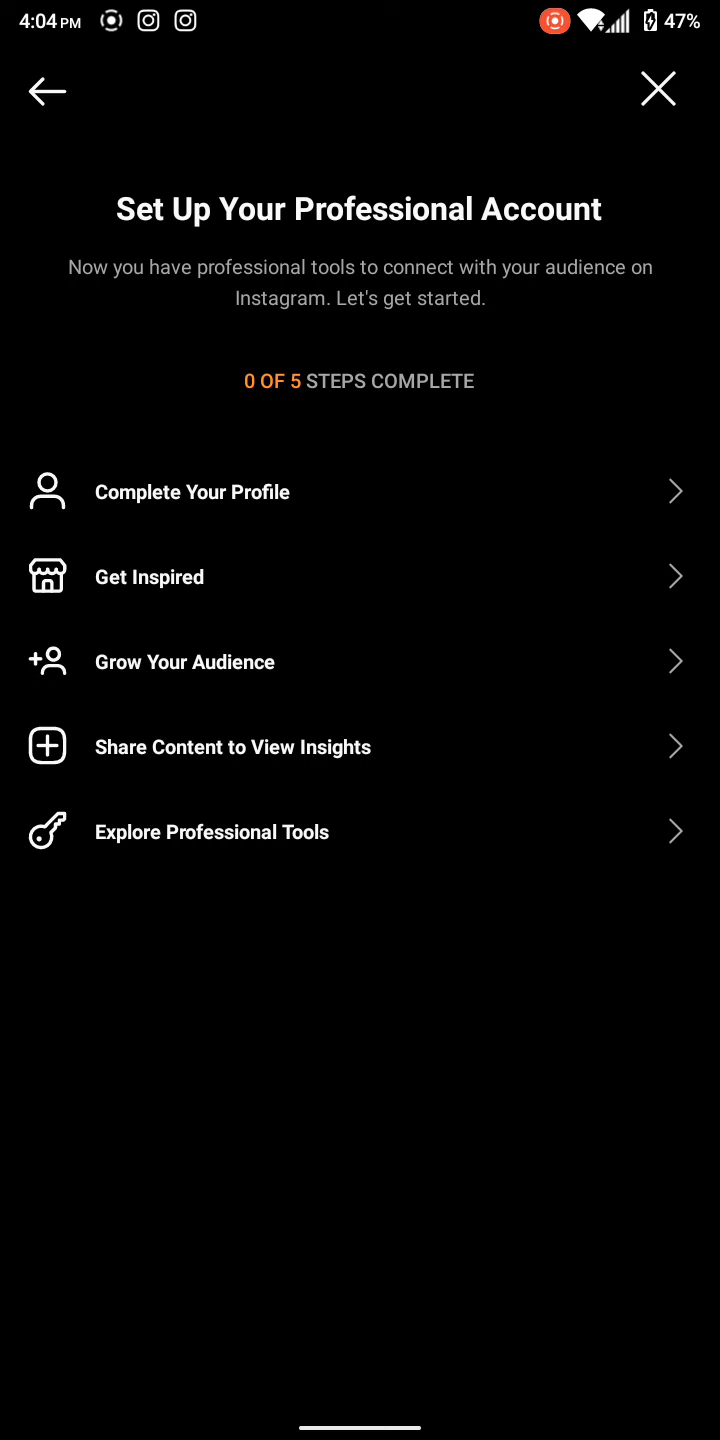 4:04 PM 47%
Set Up Your Professional Account
Now you have professional tools to connect with your audience on
Instagram. Let's get started.
0 OF 5 STEPS COMPLETE
Complete Your Profile
Get Inspired
Grow Your Audience
Share Content to View Insights
Explore Professional Tools